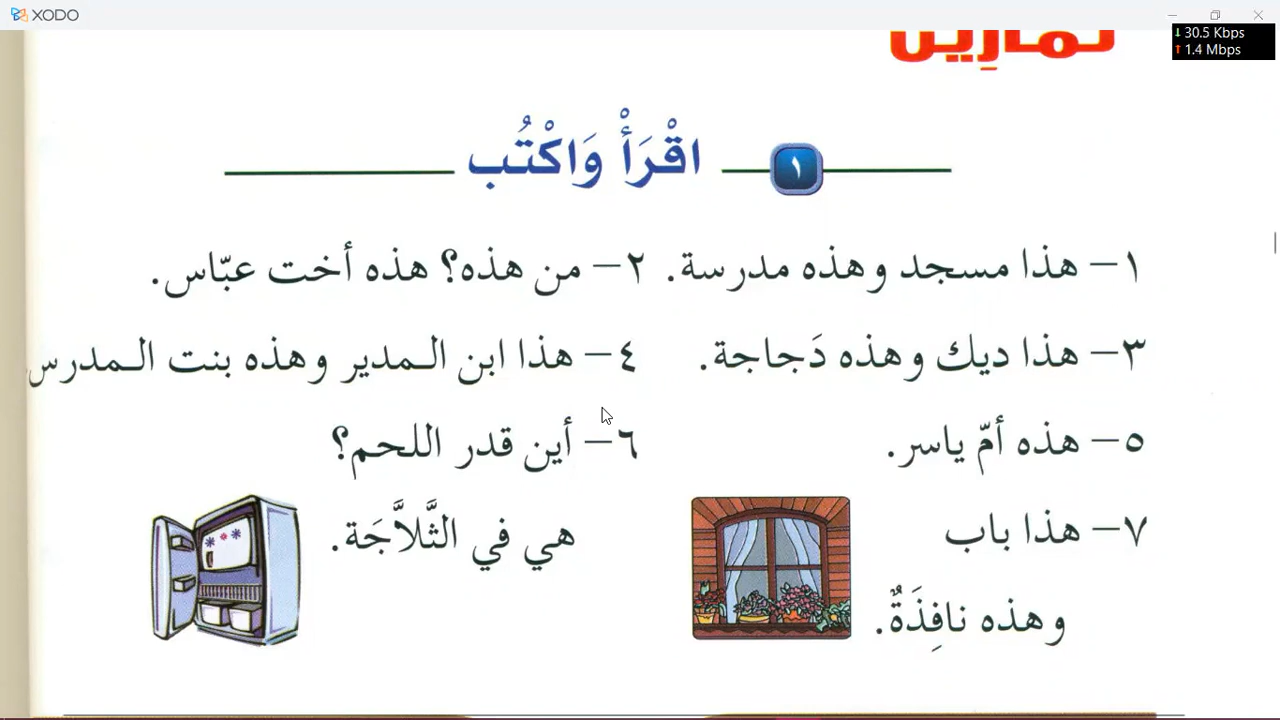 XODO
30.5 Kbps
1.4 Mbps
تمارين
١ اقْرَأْ وَاكْتُب
١– هذا مسجد وهذه مدرسة. ٢– من هذه؟ هذه أخت عبّاس.
٣– هذا ديك وهذه دَجاجة. ٤– هذا ابن المدير وهذه بنت المدرس
٥– هذه أمّ ياسر. ٦– أين قدر اللحم؟
٧– هذا باب هي في الثَّلاَّجَة.
وهذه نافِذَةٌ.